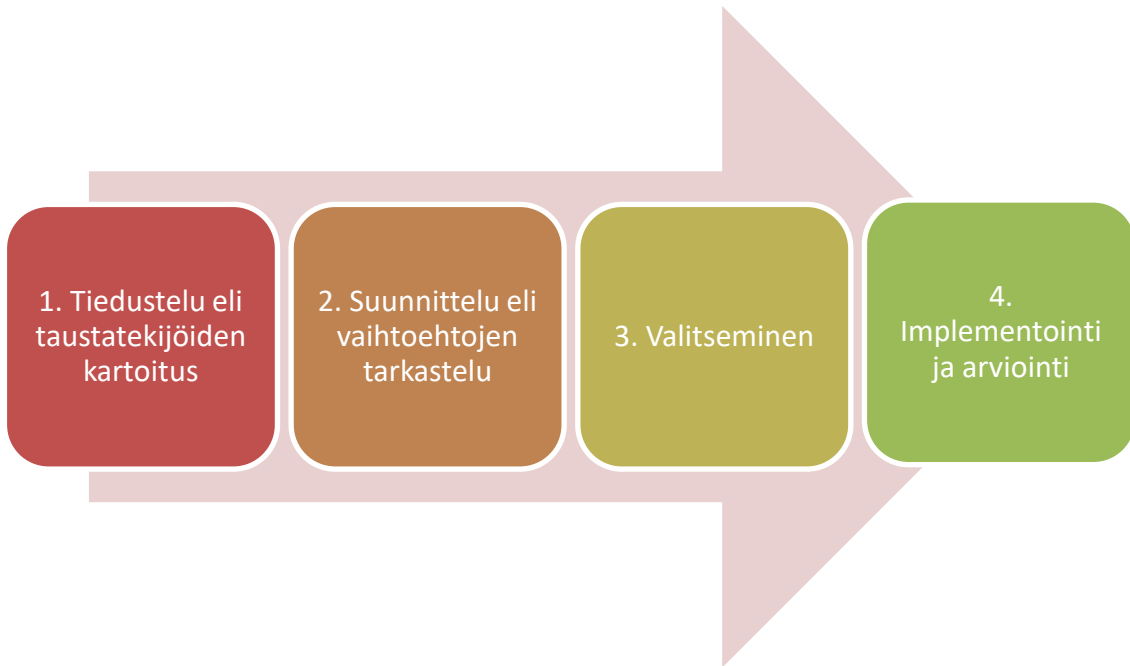 1. Tiedustelu eli
taustatekijöiden
kartoitus
2. Suunnittelu eli
vaihtoehtojen
tarkastelu
3. Valitseminen
4.
Implementointi
ja arviointi